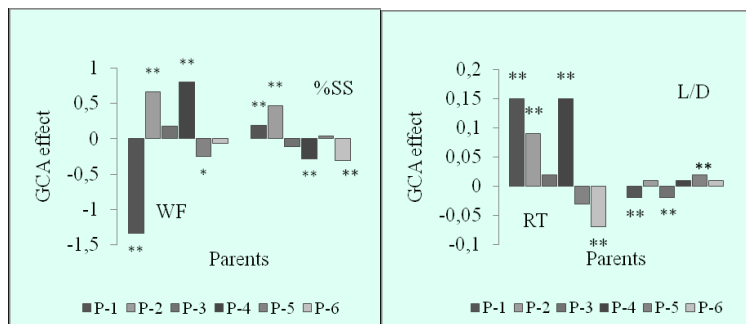 1
0,5
0
-0,5
-1
-1,5
GCA effect
**
**
**
*
**
**
**
**
%SS
WF
Parents
P-1 P-2 P-3 P-4 P-5 P-6
0,2
0,15
0,1
0,05
0
-0,05
-0,1
GCA effect
**
**
**
**
**
**
**
L/D
RT
Parents
P-1 P-2 P-3 P-4 P-5 P-6